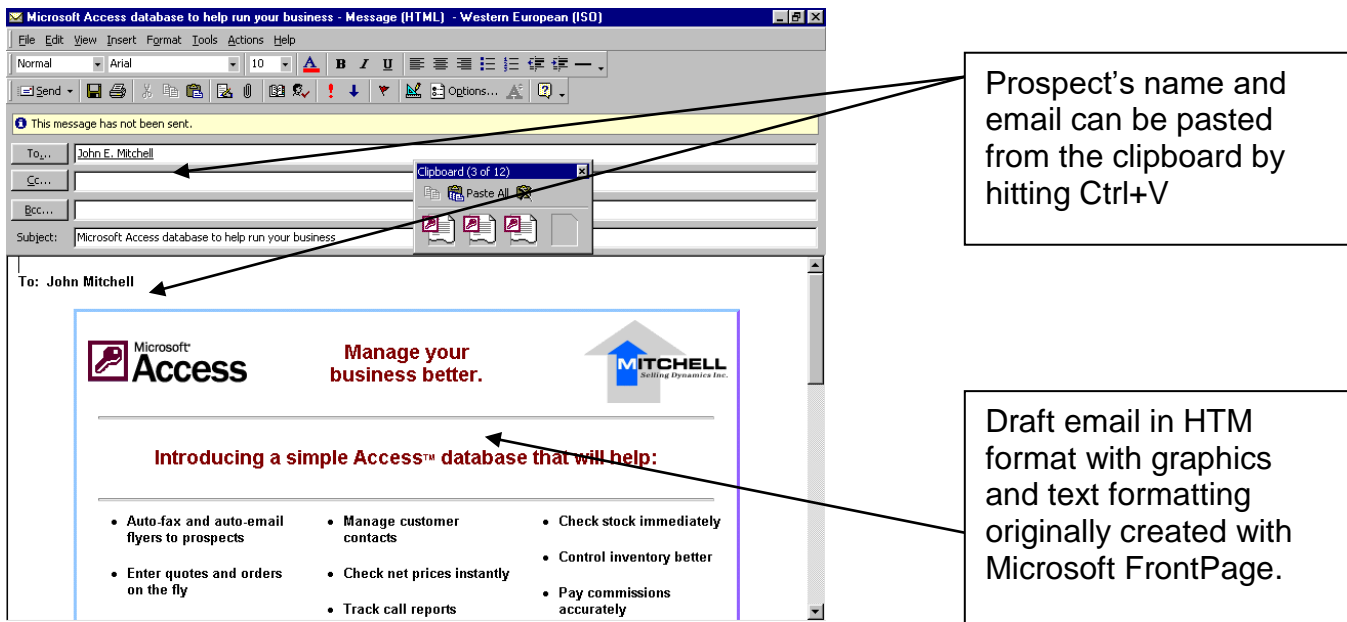 Microsoft Access database to help run your business - Message (HTML) - Western European (ISO)
File Edit View Insert Format Tools Actions Help
Normal Arial 10 A B I U
Send Options...
This message has not been sent.
To... John E. Mitchell
Cc...
Bcc...
Subject: Microsoft Access database to help run your business
Clipboard (3 of 12)
Paste All
To: John Mitchell
Microsoft
Access
Manage your
business better.
MITCHELL
Selling Dynamics Inc.
Introducing a simple Access™ database that will help:
• Auto-fax and auto-email
flyers to prospects
• Enter quotes and orders
on the fly
• Manage customer
contacts
• Check net prices instantly
• Track call reports
• Check stock immediately
• Control inventory better
• Pay commissions
accurately
Prospect’s name and
email can be pasted
from the clipboard by
hitting Ctrl+V
Draft email in HTM
format with graphics
and text formatting
originally created with
Microsoft FrontPage.